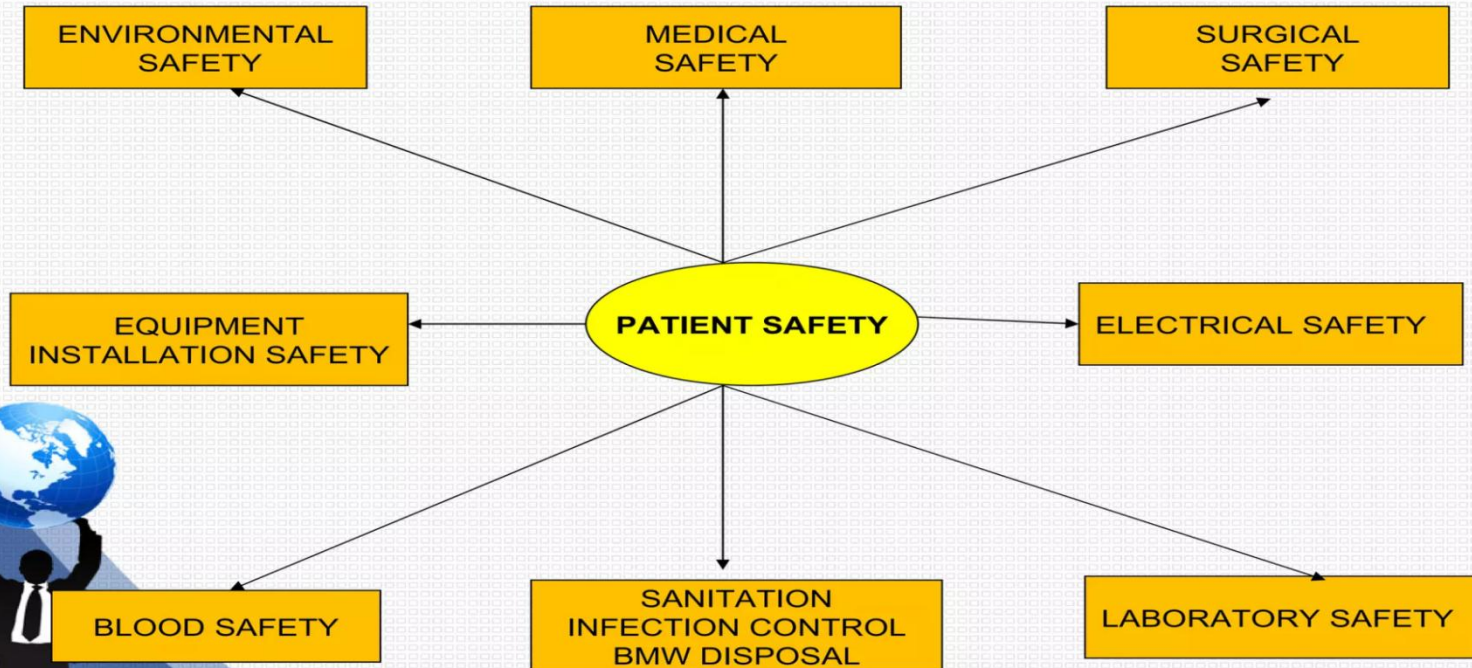 ENVIRONMENTAL
SAFETY
MEDICAL
SAFETY
SURGICAL
SAFETY
EQUIPMENT
INSTALLATION SAFETY
PATIENT SAFETY
ELECTRICAL SAFETY
BLOOD SAFETY
SANITATION
INFECTION CONTROL
BMW DISPOSAL
LABORATORY SAFETY